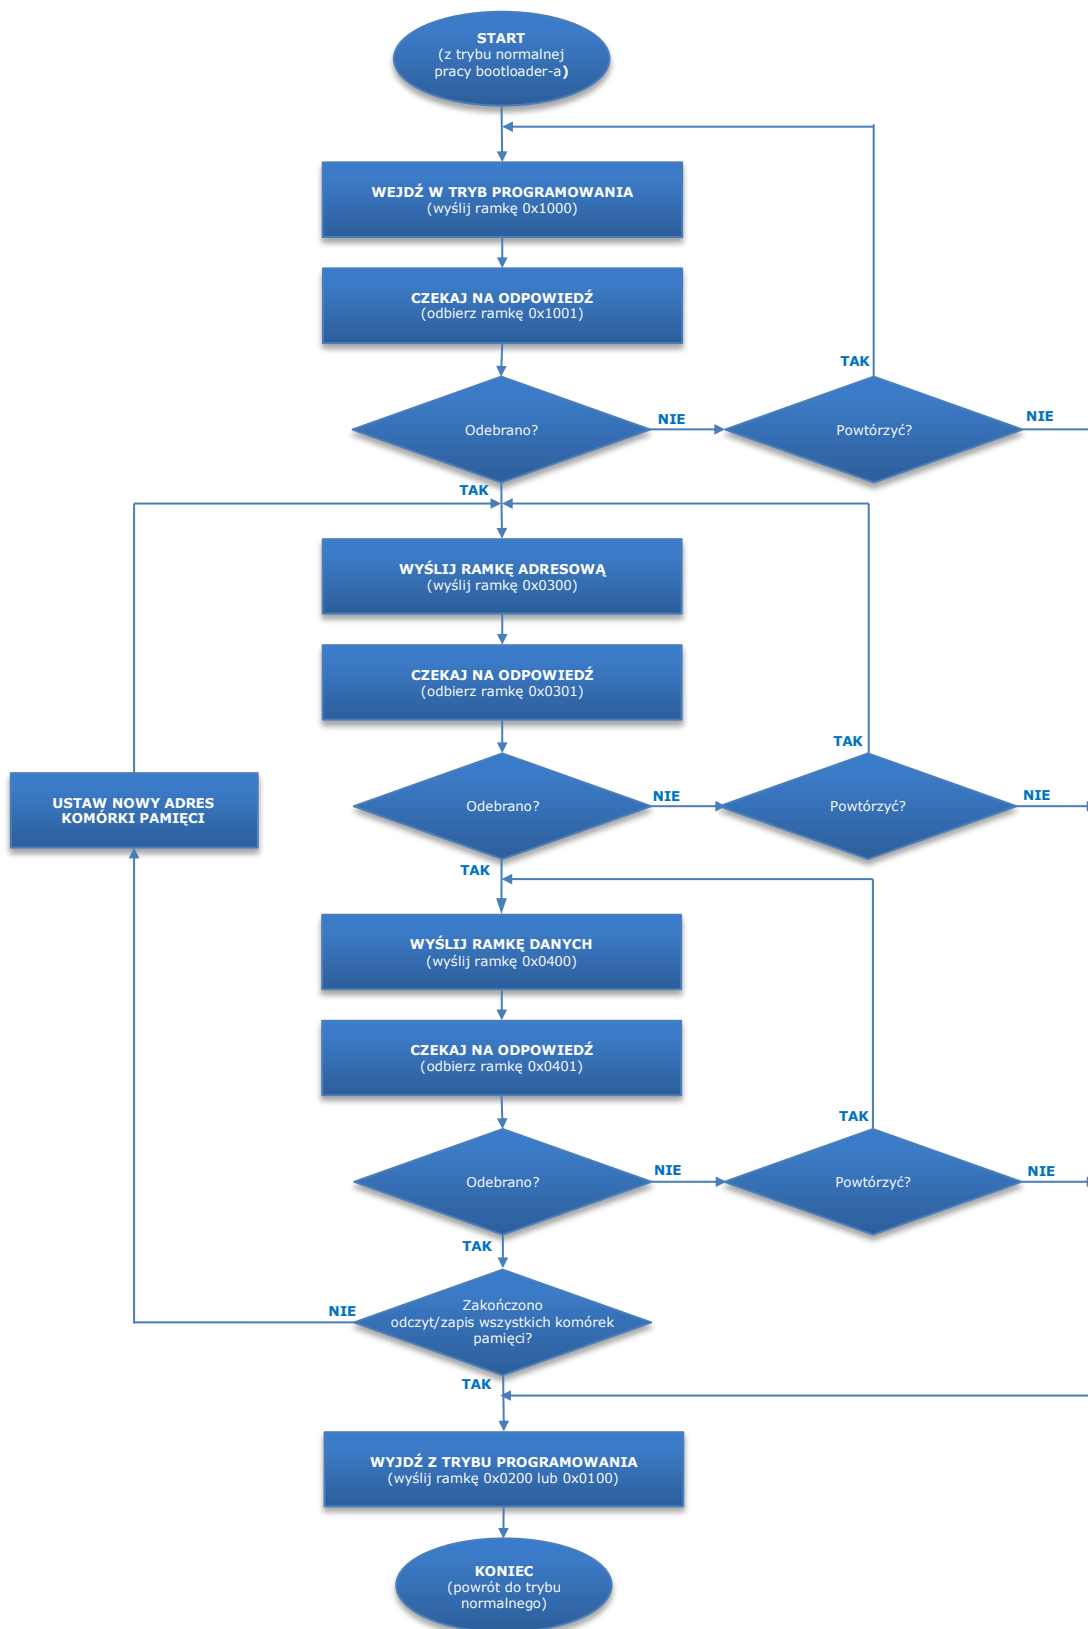 START
(z trybu normalnej
pracy bootloader-a)
WEJDŹ W TRYB PROGRAMOWANIA
(wyślij ramkę 0x1000)
CZEKAJ NA ODPOWIEDŹ
(odbierz ramkę 0x1001)
TAK
Odebrano?
NIE
Powtórzyć?
NIE
TAK
WYŚLIJ RAMKĘ ADRESOWĄ
(wyślij ramkę 0x0300)
CZEKAJ NA ODPOWIEDŹ
(odbierz ramkę 0x0301)
TAK
USTAW NOWY ADRES
KOMÓRKI PAMIĘCI
Odebrano?
NIE
Powtórzyć?
NIE
TAK
WYŚLIJ RAMKĘ DANYCH
(wyślij ramkę 0x0400)
CZEKAJ NA ODPOWIEDŹ
(odbierz ramkę 0x0401)
TAK
Odebrano?
NIE
Powtórzyć?
NIE
TAK
NIE
Zakończono
odczyt/zapis wszystkich komórek
pamięci?
TAK
WYJDŹ Z TRYBU PROGRAMOWANIA
(wyślij ramkę 0x0200 lub 0x0100)
KONIEC
(powrót do trybu
normalnego)